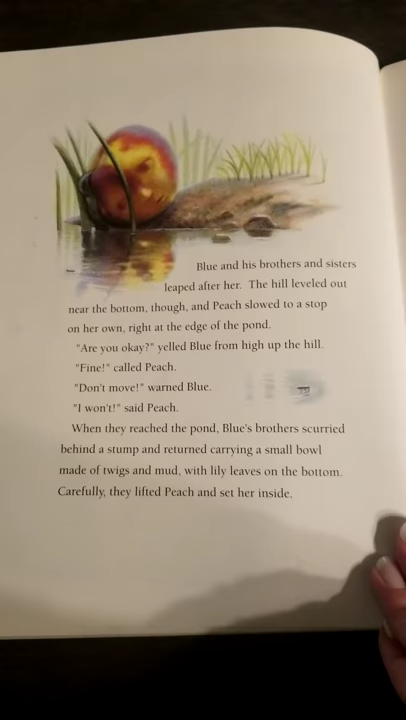 Blue and his brothers and sisters
leaped after her. The hill leveled out
near the bottom, though, and Peach slowed to a stop
on her own, right at the edge of the pond.
"Are you okay?" yelled Blue from high up the hill.
"Fine!" called Peach.
"Don't move!" warned Blue.
"I won't!" said Peach.
When they reached the pond, Blue's brothers scurried
behind a stump and returned carrying a small bowl
made of twigs and mud, with lily leaves on the bottom.
Carefully, they lifted Peach and set her inside.